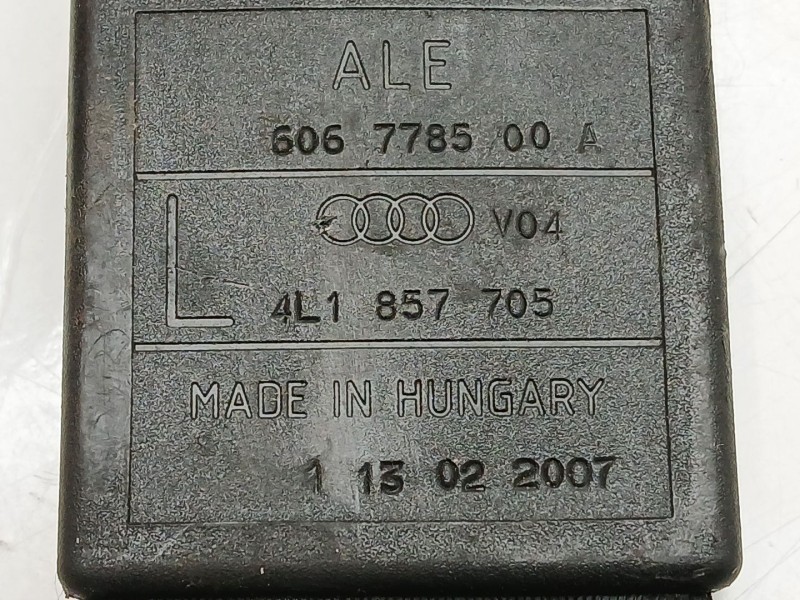 ALE
606 7785 00 A
L
V04
4L1 857 705
MADE IN HUNGARY
1 13 02 2007